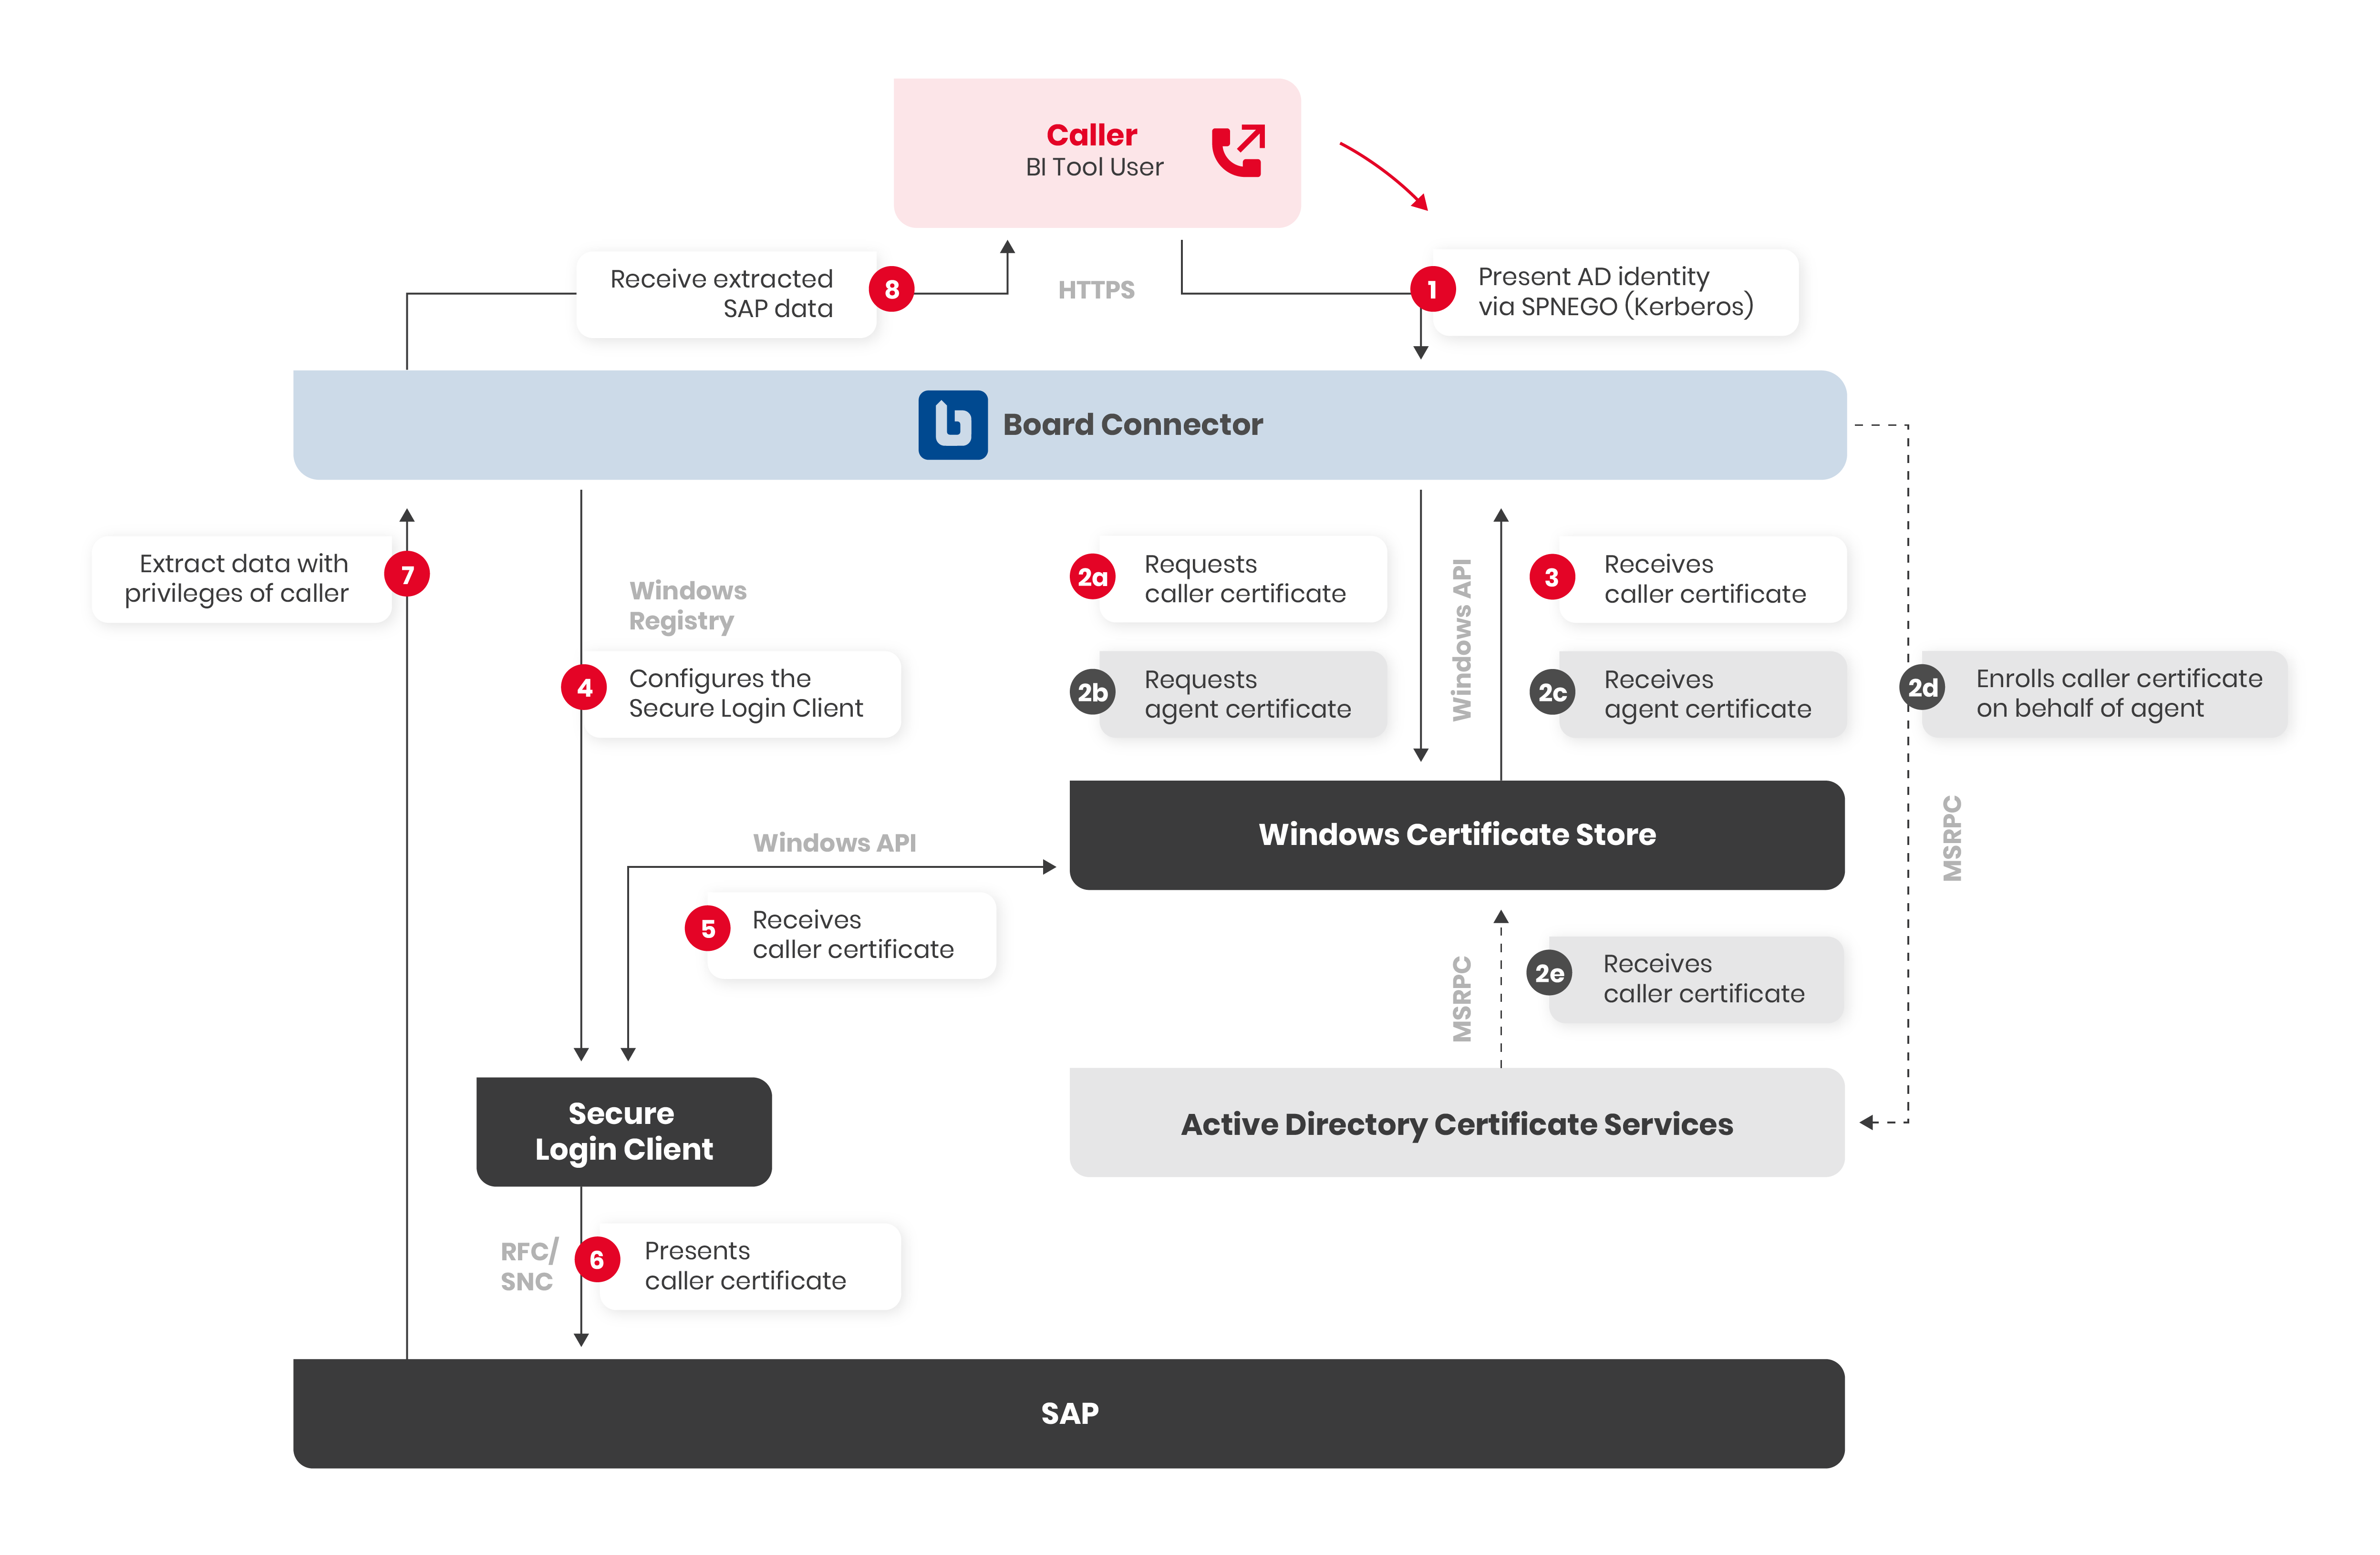 Caller
BI Tool User
Receive extracted
SAP data
8
HTTPS
1
Present AD identity
via SPNEGO (Kerberos)
Board Connector
Extract data with
privileges of caller
7
Windows
Registry
4
Configures the
Secure Login Client
2a
Requests
caller certificate
2b
Requests
agent certificate
Windows API
3
Receives
caller certificate
2c
Receives
agent certificate
2d
Enrolls caller certificate
on behalf of agent
MSRPC
Windows Certificate Store
Windows API
5
Receives
caller certificate
MSRPC
2e
Receives
caller certificate
Secure
Login Client
Active Directory Certificate Services
RFC/
SNC
6
Presents
caller certificate
SAP